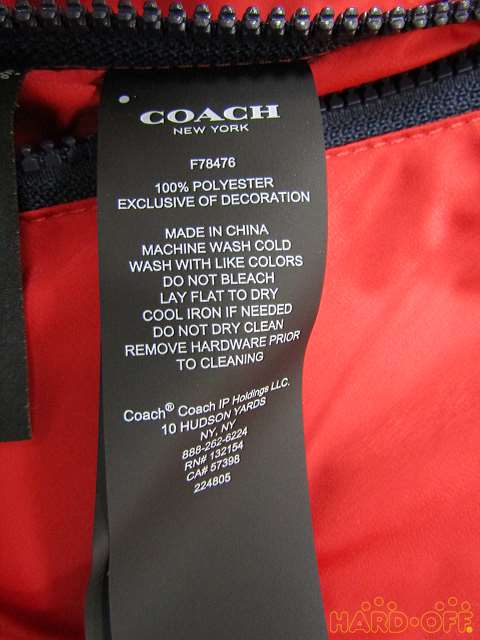 COACH
NEW YORK
F78476
100% POLYESTER
EXCLUSIVE OF DECORATION
MADE IN CHINA
MACHINE WASH COLD
WASH WITH LIKE COLORS
DO NOT BLEACH
LAY FLAT TO DRY
COOL IRON IF NEEDED
DO NOT DRY CLEAN
REMOVE HARDWARE PRIOR
TO CLEANING
Coach® Coach IP Holdings LLC.
10 HUDSON YARDS
NY, NY
888-262-6224
RN# 132154
CA# 57398
224805
HARD-OFF